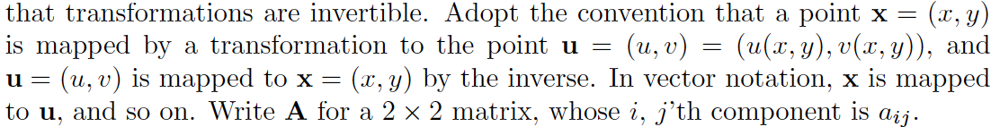 that transformations are invertible. Adopt the convention that a point x = (x, y)
is mapped by a transformation to the point u = (u, v) = (u(x, y), v(x, y)), and
u = (u, v) is mapped to x = (x, y) by the inverse. In vector notation, x is mapped
to u, and so on. Write A for a 2 × 2 matrix, whose i, j'th component is aij.